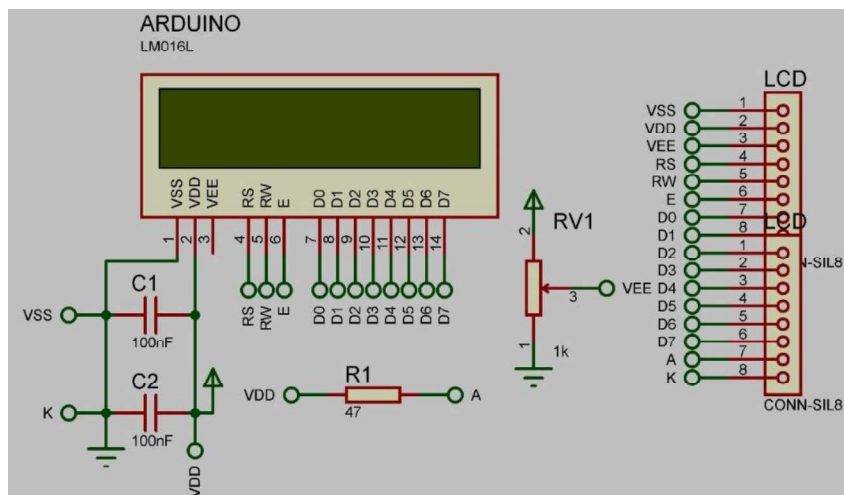 ARDUINO
LM016L
VSS
VDD
VEE
RS
RW
E
D0
D1
D2
D3
D4
D5
D6
D7
1
2
3
4
5
6
7
8
9
10
11
12
13
14
RS
RW
E
D0
D1
D2
D3
D4
D5
D6
D7
VSS
C1
100nF
K
C2
100nF
VDD
VDD
R1
47
A
2
RV1
3
VEE
1
1k
LCD
VSS 1
VDD 2
VEE 3
RS 4
RW 5
E 6
D0 7
D1 8
LCD
N-SIL8
D2 1
D3 2
D4 3
D5 4
D6 5
D7 6
A 7
K 8
CONN-SIL8